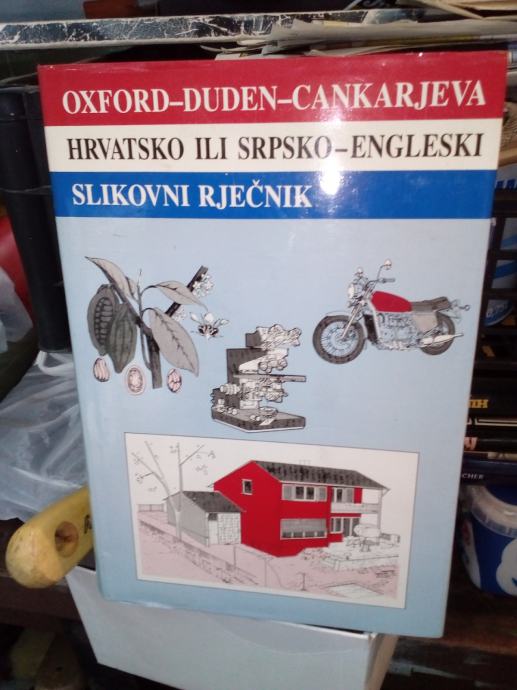 OXFORD–DUDEN–CANKARJEVA
HRVATSKO ILI SRPSKO–ENGLESKI
SLIKOVNI RJEČNIK